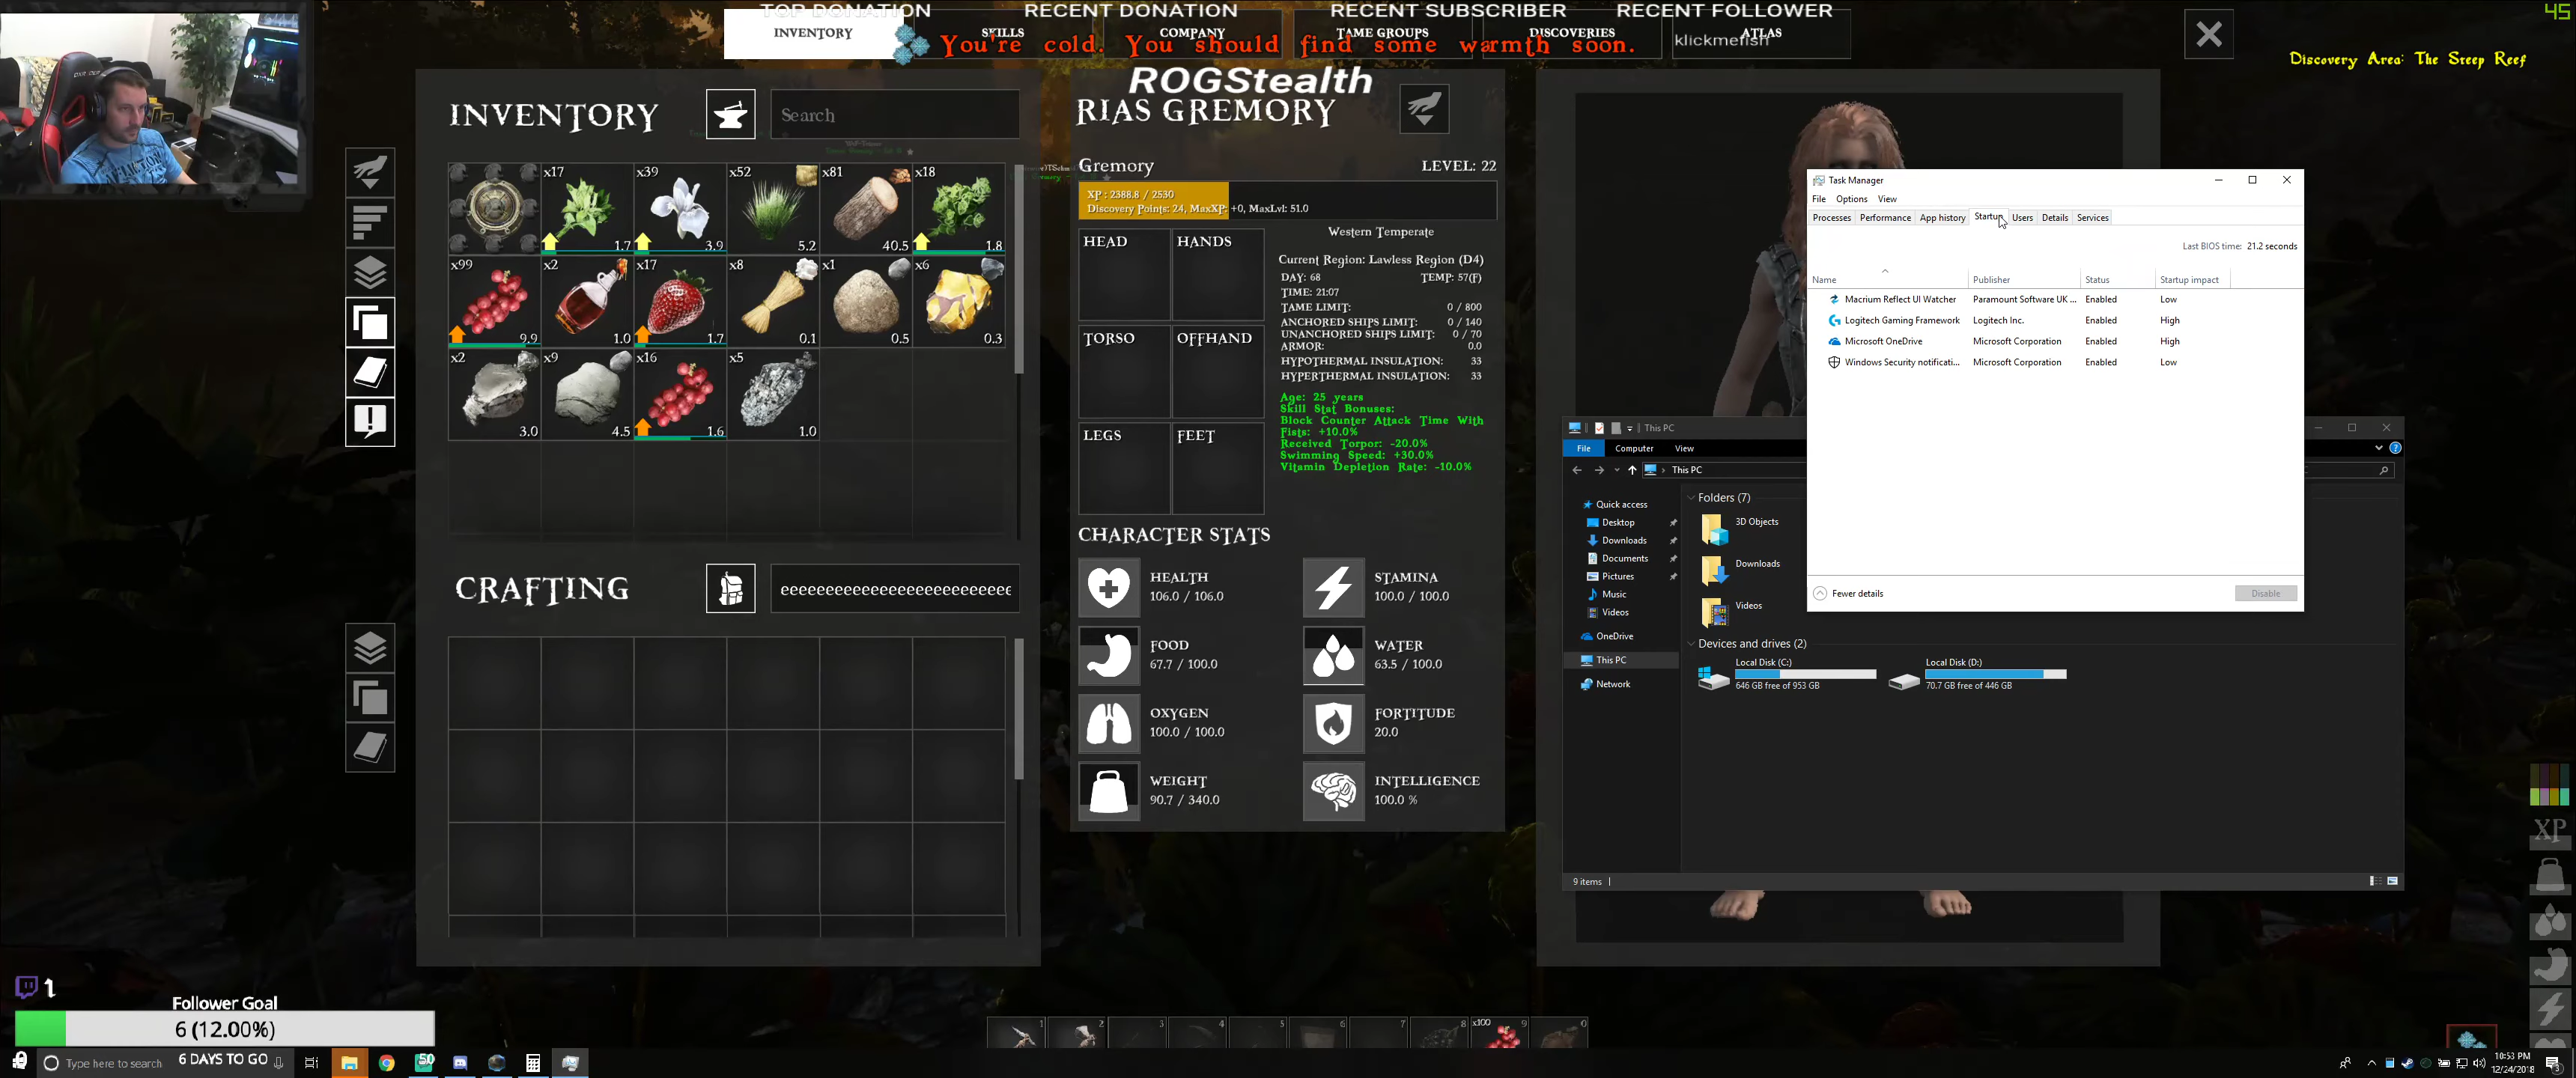 TOP DONATION
RECENT DONATION
RECENT SUBSCRIBER
RECENT FOLLOWER
45
INVENTORY
SKILLS
COMPANY
TAME GROUPS
DISCOVERIES
ATLAS
klickmefish
You're cold. You should find some warmth soon.
Discovery Area: The Steep Reef
INVENTORY
Search
x17
x39
x52
x81
x18
1.7
3.9
5.2
40.5
1.8
x99
x2
x17
x8
x1
x6
9.9
1.0
1.7
0.1
0.5
0.3
x2
x9
x16
x5
3.0
4.5
1.6
1.0
CRAFTING
eeeeeeeeeeeeeeeeeeeeeeeeee
ROGStealth
RIAS GREMORY
Gremory
LEVEL: 22
XP : 2388.8 / 2530
Discovery Points: 24, MaxXP: +0, MaxLvl: 51.0
HEAD
HANDS
TORSO
OFFHAND
LEGS
FEET
Western Temperate
Current Region: Lawless Region (D4)
DAY: 68
TEMP: 57(F)
TIME: 21:07
TAME LIMIT: 0 / 800
ANCHORED SHIPS LIMIT: 0 / 140
UNANCHORED SHIPS LIMIT: 0 / 70
ARMOR: 0.0
HYPOTHERMAL INSULATION: 33
HYPERTHERMAL INSULATION: 33
Age: 25 years
Skill Stat Bonuses:
Block Counter Attack Time With
Fists: +10.0%
Received Torpor: -20.0%
Swimming Speed: +30.0%
Vitamin Depletion Rate: -10.0%
CHARACTER STATS
HEALTH
106.0 / 106.0
STAMINA
100.0 / 100.0
FOOD
67.7 / 100.0
WATER
63.5 / 100.0
OXYGEN
100.0 / 100.0
FORTITUDE
20.0
WEIGHT
90.7 / 340.0
INTELLIGENCE
100.0 %
Task Manager
File Options View
Processes Performance App history Startup Users Details Services
Last BIOS time: 21.2 seconds
Name Publisher Status Startup impact
Macrium Reflect UI Watcher Paramount Software UK ... Enabled Low
Logitech Gaming Framework Logitech Inc. Enabled High
Microsoft OneDrive Microsoft Corporation Enabled High
Windows Security notificati... Microsoft Corporation Enabled Low
Fewer details
Disable
This PC
File Computer View
This PC
Quick access
Desktop
Downloads
Documents
Pictures
Music
Videos
OneDrive
This PC
Network
Folders (7)
3D Objects
Downloads
Videos
Devices and drives (2)
Local Disk (C:)
646 GB free of 953 GB
Local Disk (D:)
70.7 GB free of 446 GB
9 items
XP
1
Follower Goal
6 (12.00%)
6 DAYS TO GO
1
2
3
4
5
6
7
8
x100
9
0
Type here to search
50
10:53 PM
12/24/2018